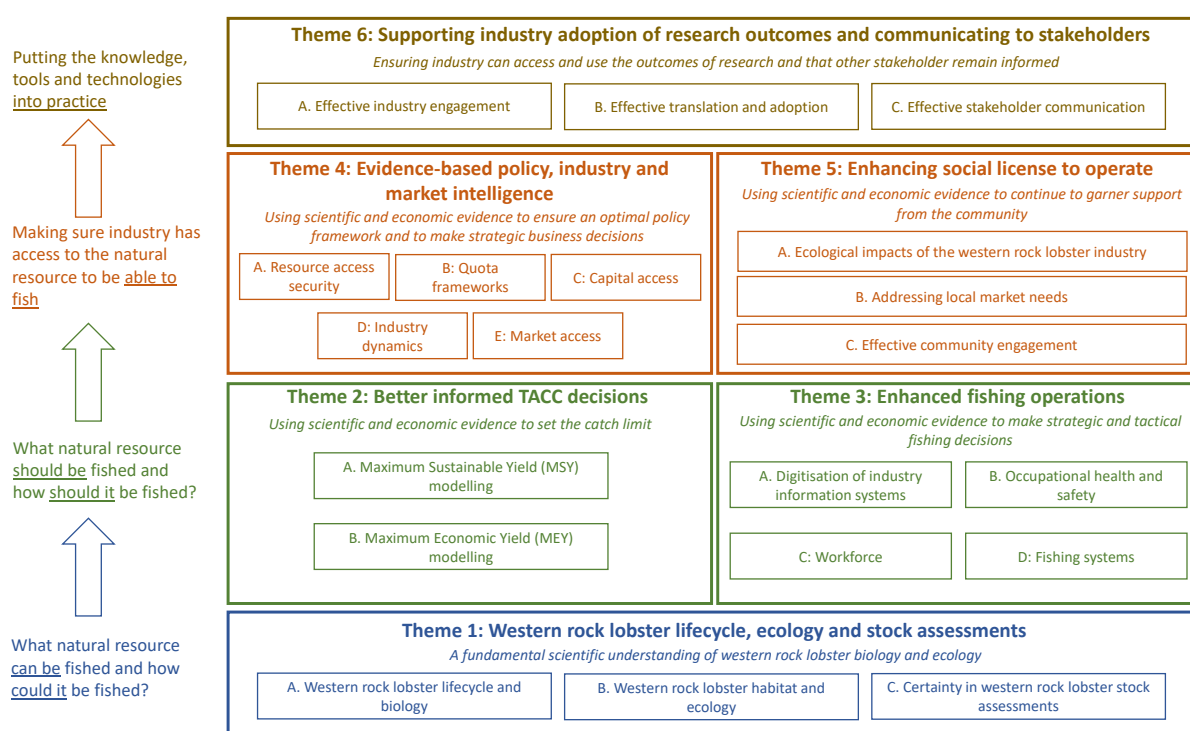 Putting the knowledge,
tools and technologies
into practice
Theme 6: Supporting industry adoption of research outcomes and communicating to stakeholders
Ensuring industry can access and use the outcomes of research and that other stakeholder remain informed
A. Effective industry engagement
B. Effective translation and adoption
C. Effective stakeholder communication
Making sure industry has
access to the natural
resource to be able to
fish
Theme 4: Evidence-based policy, industry and
market intelligence
Using scientific and economic evidence to ensure an optimal policy
framework and to make strategic business decisions
A. Resource access
security
B: Quota
frameworks
C: Capital access
D: Industry
dynamics
E: Market access
Theme 5: Enhancing social license to operate
Using scientific and economic evidence to continue to garner support
from the community
A. Ecological impacts of the western rock lobster industry
B. Addressing local market needs
C. Effective community engagement
What natural resource
should be fished and
how should it be fished?
Theme 2: Better informed TACC decisions
Using scientific and economic evidence to set the catch limit
A. Maximum Sustainable Yield (MSY)
modelling
B. Maximum Economic Yield (MEY)
modelling
Theme 3: Enhanced fishing operations
Using scientific and economic evidence to make strategic and tactical
fishing decisions
A. Digitisation of industry
information systems
B. Occupational health and
safety
C: Workforce
D: Fishing systems
What natural resource
can be fished and how
could it be fished?
Theme 1: Western rock lobster lifecycle, ecology and stock assessments
A fundamental scientific understanding of western rock lobster biology and ecology
A. Western rock lobster lifecycle and
biology
B. Western rock lobster habitat and
ecology
C. Certainty in western rock lobster stock
assessments